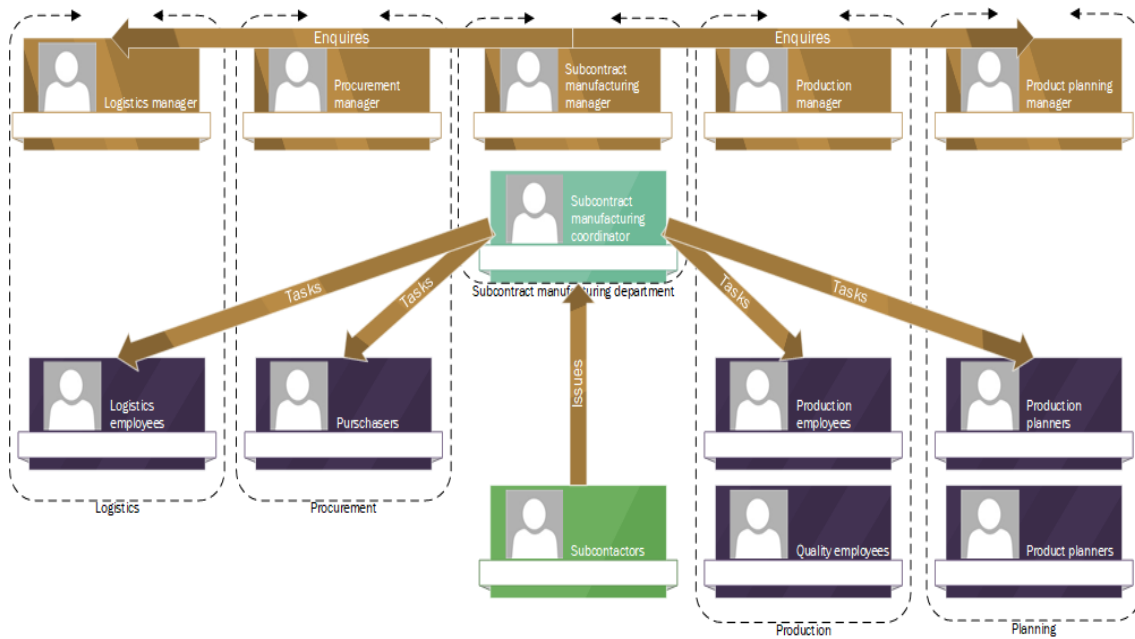 Enquires
Enquires
Logistics manager
Procurement
manager
Subcontract
manufacturing
manager
Production
manager
Product planning
manager
Subcontract
manufacturing
coordinator
Subcontract manufacturing department
Tasks
Tasks
Tasks
Tasks
Issues
Logistics
employees
Purschasers
Production
employees
Production
planners
Logistics
Procurement
Subcontactors
Quality employees
Product planners
Production
Planning